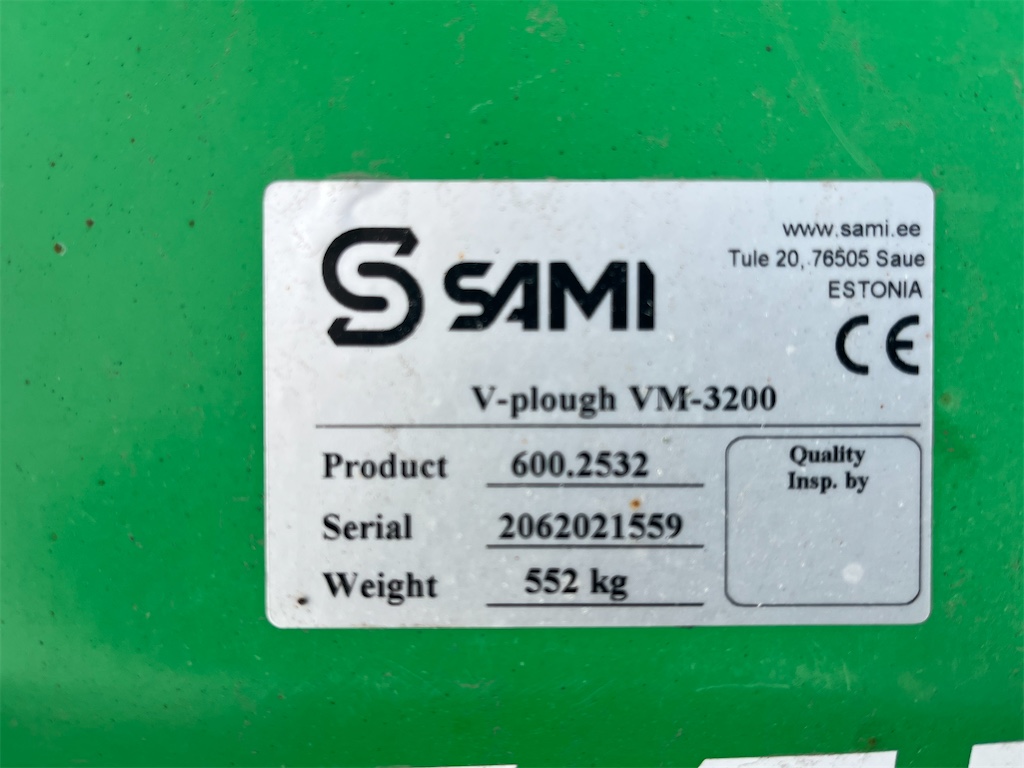 SAMI
www.sami.ee
Tule 20, 76505 Saue
ESTONIA
CE
V-plough VM-3200
Product 600.2532
Serial 2062021559
Weight 552 kg
Quality
Insp. by